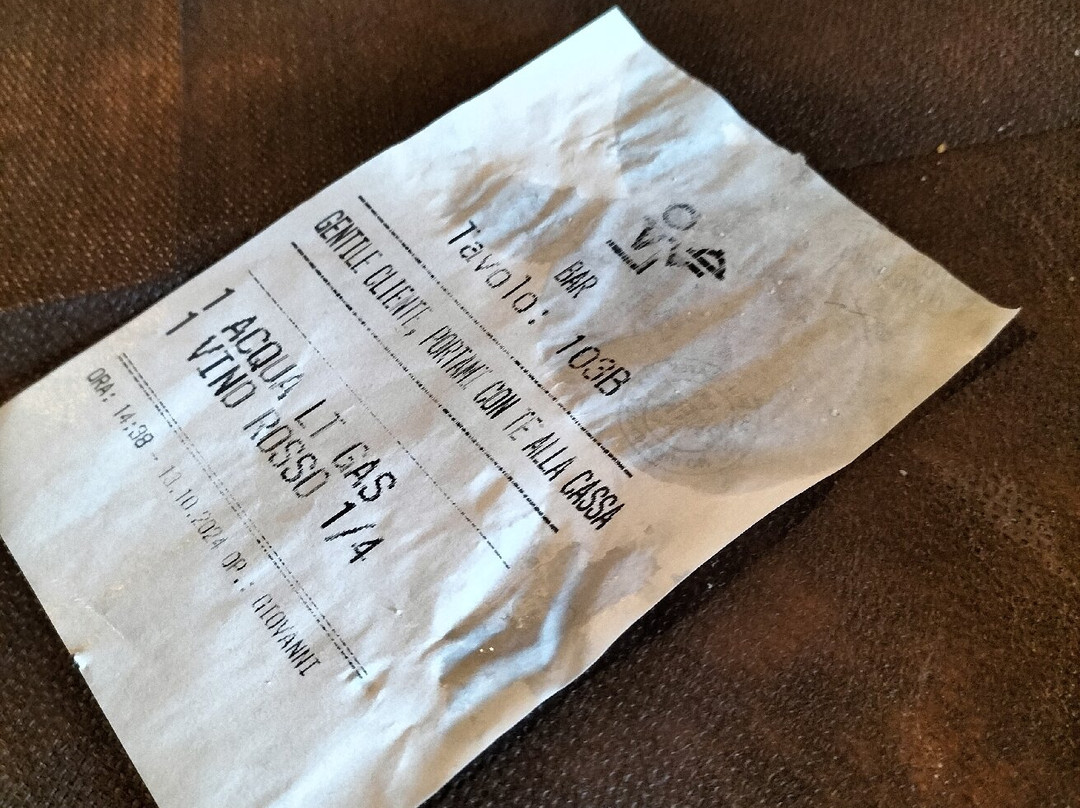 BAR
Tavolo: 103B
GENTILE CLIENTE, PORTAMI CON TE ALLA CASSA
1 ACQUA LT GAS
1 VINO ROSSO 1/4
ORA: 14:38 - 13.10.2024 OP.: GIOVANNI